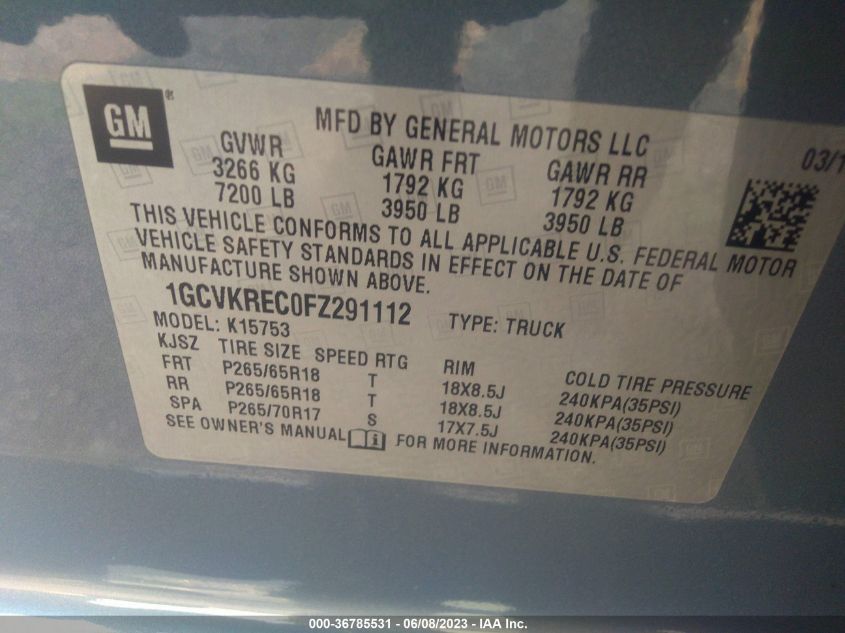 GM ®
MFD BY GENERAL MOTORS LLC 03/1
GVWR GAWR FRT GAWR RR
3266 KG 1792 KG 1792 KG
7200 LB 3950 LB 3950 LB
THIS VEHICLE CONFORMS TO ALL APPLICABLE U.S. FEDERAL MOTOR
VEHICLE SAFETY STANDARDS IN EFFECT ON THE DATE OF
MANUFACTURE SHOWN ABOVE.
1GCVKREC0FZ291112 TYPE: TRUCK
MODEL: K15753
KJSZ TIRE SIZE SPEED RTG RIM COLD TIRE PRESSURE
FRT P265/65R18 T 18X8.5J 240KPA(35PSI)
RR P265/65R18 T 18X8.5J 240KPA(35PSI)
SPA P265/70R17 S 17X7.5J 240KPA(35PSI)
SEE OWNER'S MANUAL FOR MORE INFORMATION.
000-36785531 - 06/08/2023 - IAA Inc.